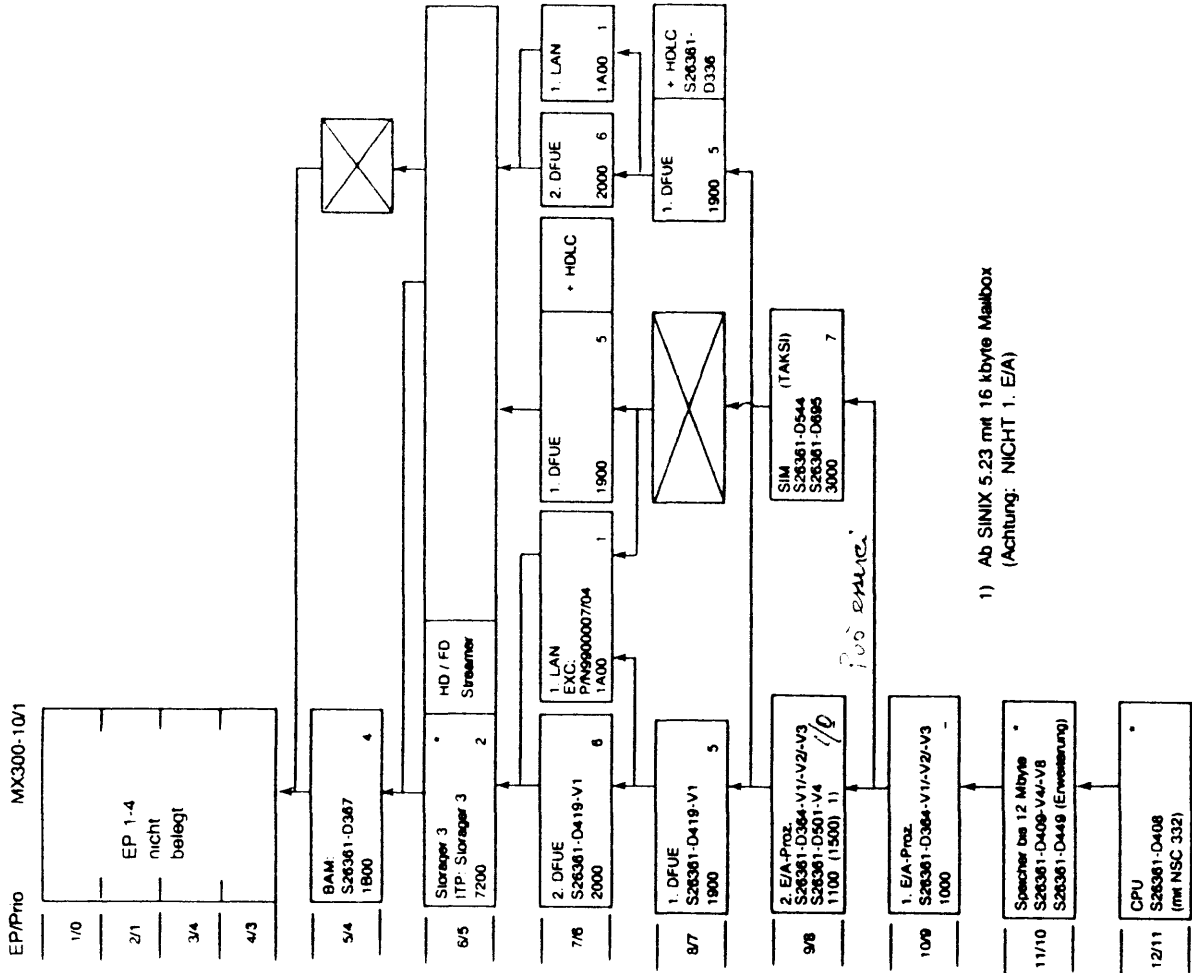 EP/Prio MX300-10/1
1/0
2/1
3/4
4/3
EP 1-4
nicht
belegt
5/4
BAM:
S26361-D367
1B00 4
6/5
Storager 3 *
ITP: Storager 3
7200 2
HD / FD
Streamer
7/6
2. DFUE
S26361-D419-V1
2000 6
1. LAN
EXC:
P/N9900007/04
1A00 1
1. DFUE
1900 5
+ HDLC
2. DFUE
2000 6
1. LAN
1A00 1
8/7
1. DFUE
S26361-D419-V1
1900 5
1. DFUE
1900 5
+ HDLC
S26361-
D336
9/8
2. E/A-Proz.
S26361-D364-V1/-V2/-V3
S26361-D501-V4
1100 (1500) 1)
I/O
SIM (TAKSI)
S26361-D544
S26361-D695
3000 7
10/9
1. E/A-Proz.
S26361-D364-V1/-V2/-V3
1000 -
11/10
Speicher bis 12 Mbyte *
S26361-D409-V4/-V8
S26361-D449 (Erweiterung)
12/11
CPU *
S26361-D408
(mit NSC 332)
1) Ab SINIX 5.23 mit 16 kbyte Mailbox
(Achtung: NICHT 1. E/A)